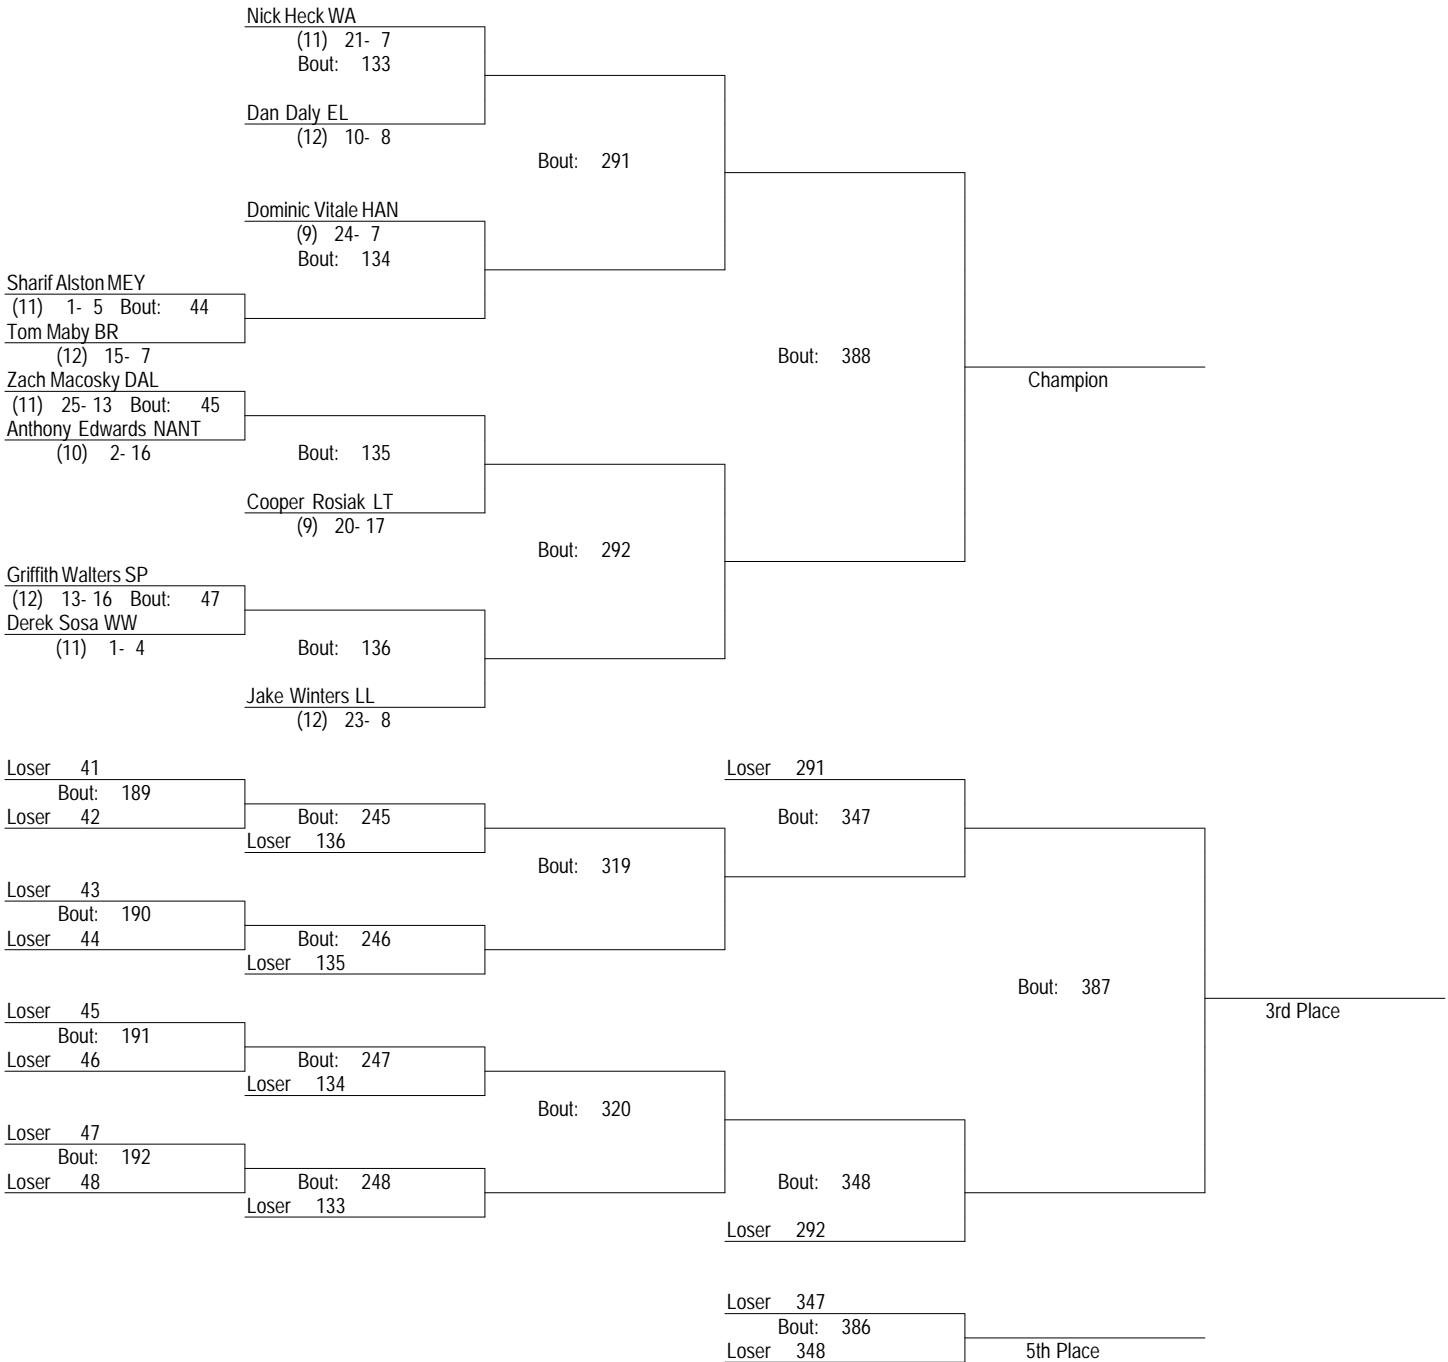 Nick Heck WA
(11) 21- 7
Bout: 133
Dan Daly EL
(12) 10- 8
Bout: 291
Dominic Vitale HAN
(9) 24- 7
Bout: 134
Sharif Alston MEY
(11) 1- 5 Bout: 44
Tom Maby BR
(12) 15- 7
Bout: 388
Zach Macosky DAL
Champion
(11) 25- 13 Bout: 45
Anthony Edwards NANT
(10) 2- 16
Bout: 135
Cooper Rosiak LT
(9) 20- 17
Bout: 292
Griffith Walters SP
(12) 13- 16 Bout: 47
Derek Sosa WW
(11) 1- 4
Bout: 136
Jake Winters LL
(12) 23- 8
Loser 41
Loser 291
Bout: 189
Loser 42
Bout: 245
Bout: 347
Loser 136
Bout: 319
Loser 43
Bout: 190
Loser 44
Bout: 246
Loser 135
Bout: 387
Loser 45
3rd Place
Bout: 191
Loser 46
Bout: 247
Loser 134
Bout: 320
Loser 47
Bout: 192
Loser 48
Bout: 248
Bout: 348
Loser 133
Loser 292
Loser 347
Bout: 386
Loser 348
5th Place